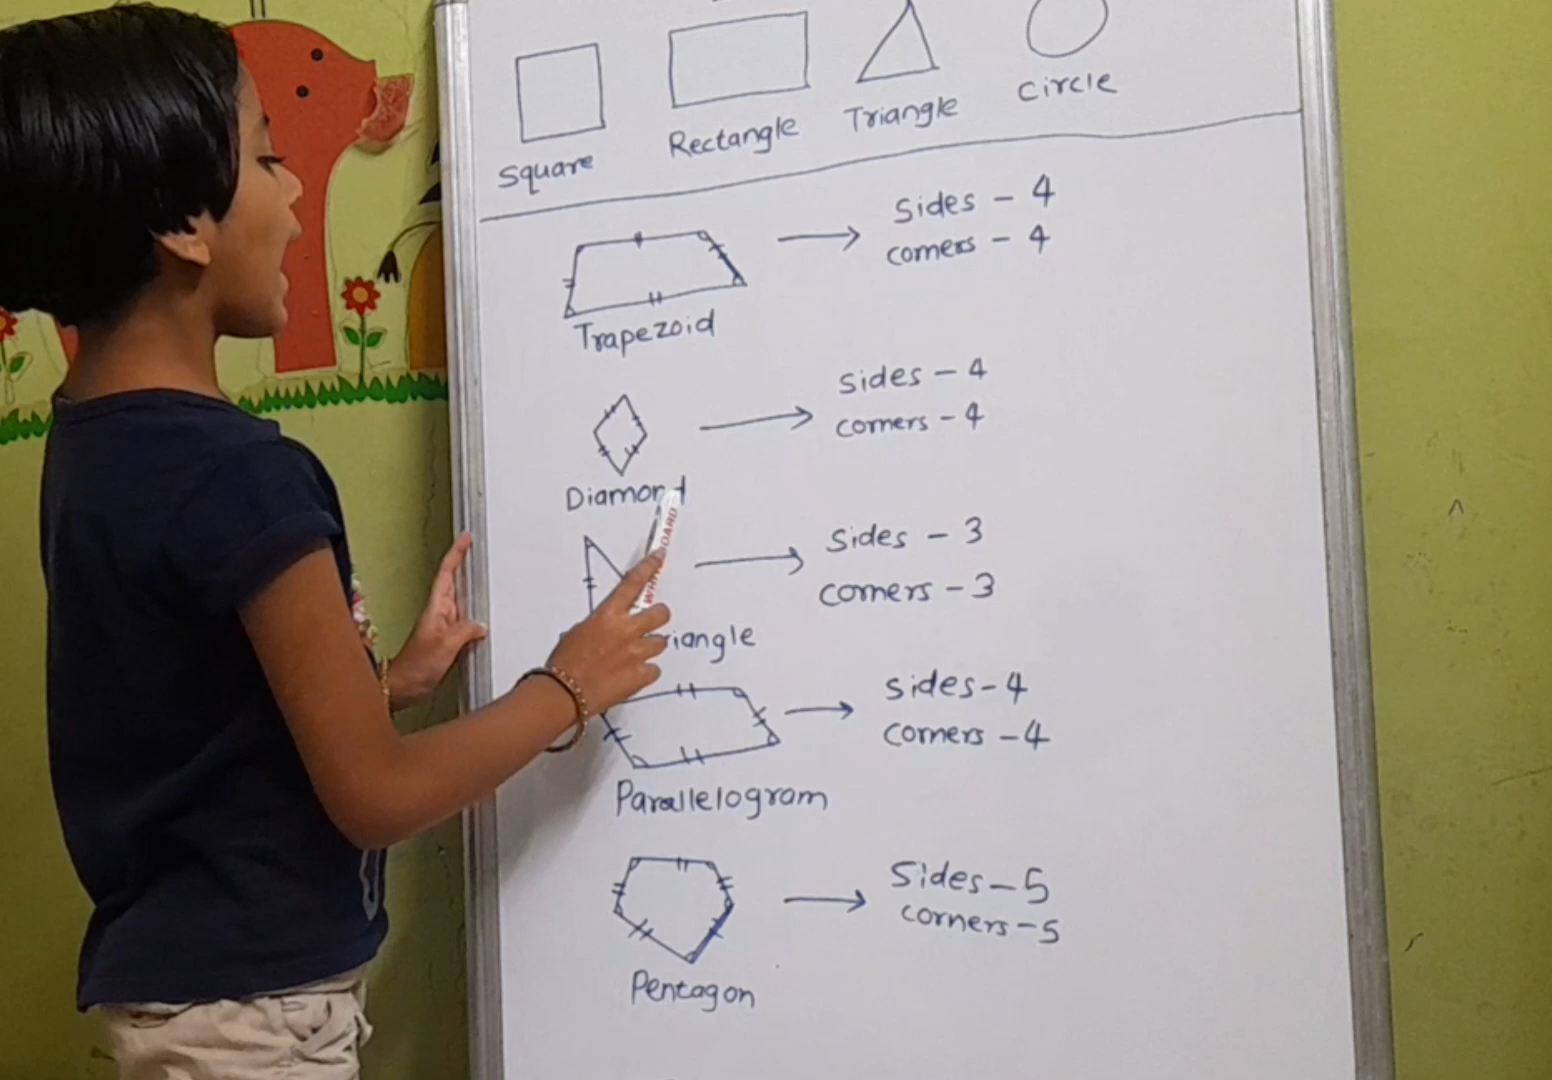 Square
Rectangle
Triangle
Circle
Sides - 4
corners - 4
Trapezoid
Sides - 4
corners - 4
Diamond
WHITEBOARD
Sides - 3
corners - 3
Sides - 4
corners - 4
Parallelogram
Sides - 5
corners - 5
Pentagon